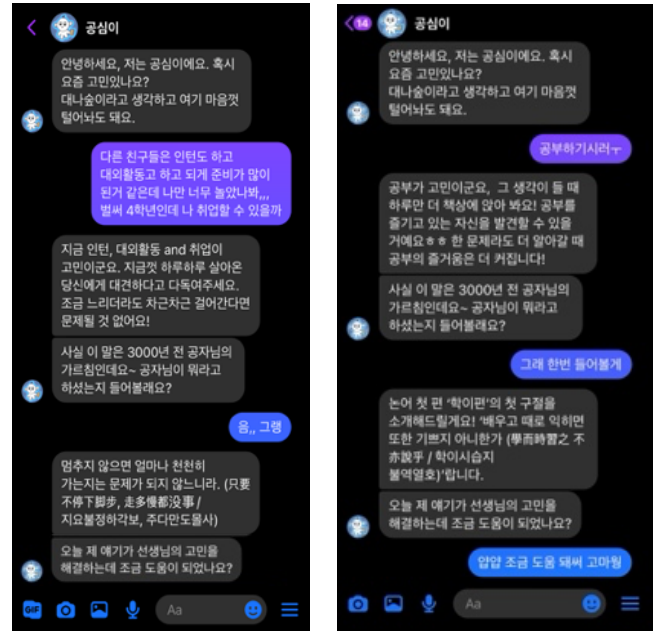 공심이
안녕하세요, 저는 공심이에요. 혹시
요즘 고민있나요?
대나숲이라고 생각하고 여기 마음껏
털어놔도 돼요.
다른 친구들은 인턴도 하고
대외활동고 하고 되게 준비가 많이
된거 같은데 나만 너무 놀았나봐,,,
벌써 4학년인데 나 취업할 수 있을까
지금 인턴, 대외활동 and 취업이
고민이군요. 지금껏 하루하루 살아온
당신에게 대견하다고 다독여주세요.
조금 느리더라도 차근차근 걸어간다면
문제될 것 없어요!
사실 이 말은 3000년 전 공자님의
가르침인데요~ 공자님이 뭐라고
하셨는지 들어볼래요?
음,, 그랭
멈추지 않으면 얼마나 천천히
가는지는 문제가 되지 않느니라. (只要
不停下脚步, 走多慢都没事 /
지요불정하각보, 주다만도몰사)
오늘 제 얘기가 선생님의 고민을
해결하는데 조금 도움이 되었나요?
GIF
Aa
14
공심이
안녕하세요, 저는 공심이에요. 혹시
요즘 고민있나요?
대나숲이라고 생각하고 여기 마음껏
털어놔도 돼요.
공부하기시러ㅜ
공부가 고민이군요, 그 생각이 들 때
하루만 더 책상에 앉아 봐요! 공부를
즐기고 있는 자신을 발견할 수 있을
거예요ㅎㅎ 한 문제라도 더 알아갈 때
공부의 즐거움은 더 커집니다!
사실 이 말은 3000년 전 공자님의
가르침인데요~ 공자님이 뭐라고
하셨는지 들어볼래요?
그래 한번 들어볼게
논어 첫 편 ‘학이편’의 첫 구절을
소개해드릴게요! ‘배우고 때로 익히면
또한 기쁘지 아니한가 (學而時習之 不
亦說乎 / 학이시습지
불역열호)’랍니다.
오늘 제 얘기가 선생님의 고민을
해결하는데 조금 도움이 되었나요?
얍얍 조금 도움 돼써 고마웡
Aa